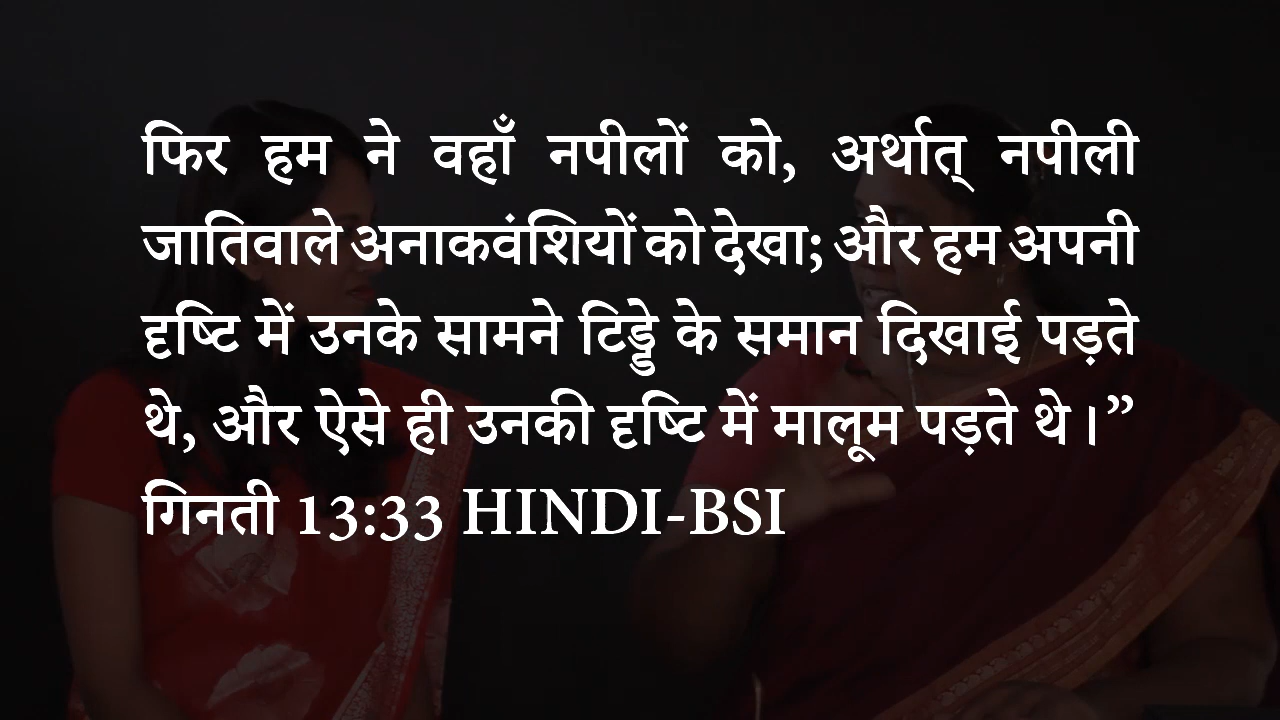 फिर हम ने वहाँ नपीलों को, अर्थात् नपीली
जातिवाले अनाकवंशियों को देखा; और हम अपनी
दृष्टि में उनके सामने टिड्डे के समान दिखाई पड़ते
थे, और ऐसे ही उनकी दृष्टि में मालूम पड़ते थे।”
गिनती 13:33 HINDI-BSI